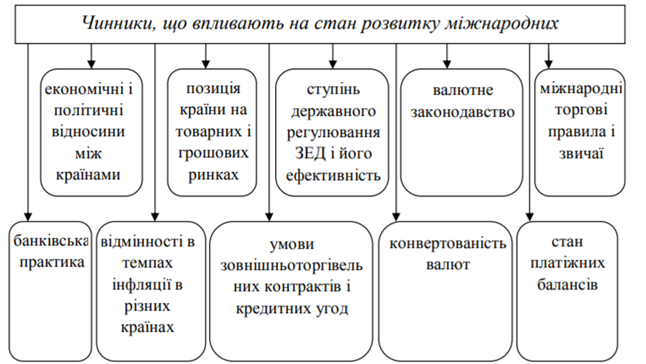 Чинники, що впливають на стан розвитку міжнародних
економічні і
політичні
відносини
між
країнами
позиція
країни на
товарних і
грошових
ринках
ступінь
державного
регулювання
ЗЕД і його
ефективність
валютне
законодавство
міжнародні
торгові
правила і
звичаї
банківська
практика
відмінності в
темпах
інфляції в
різних
країнах
умови
зовнішньоторгівель
них контрактів і
кредитних угод
конвертованість
валют
стан
платіжних
балансів